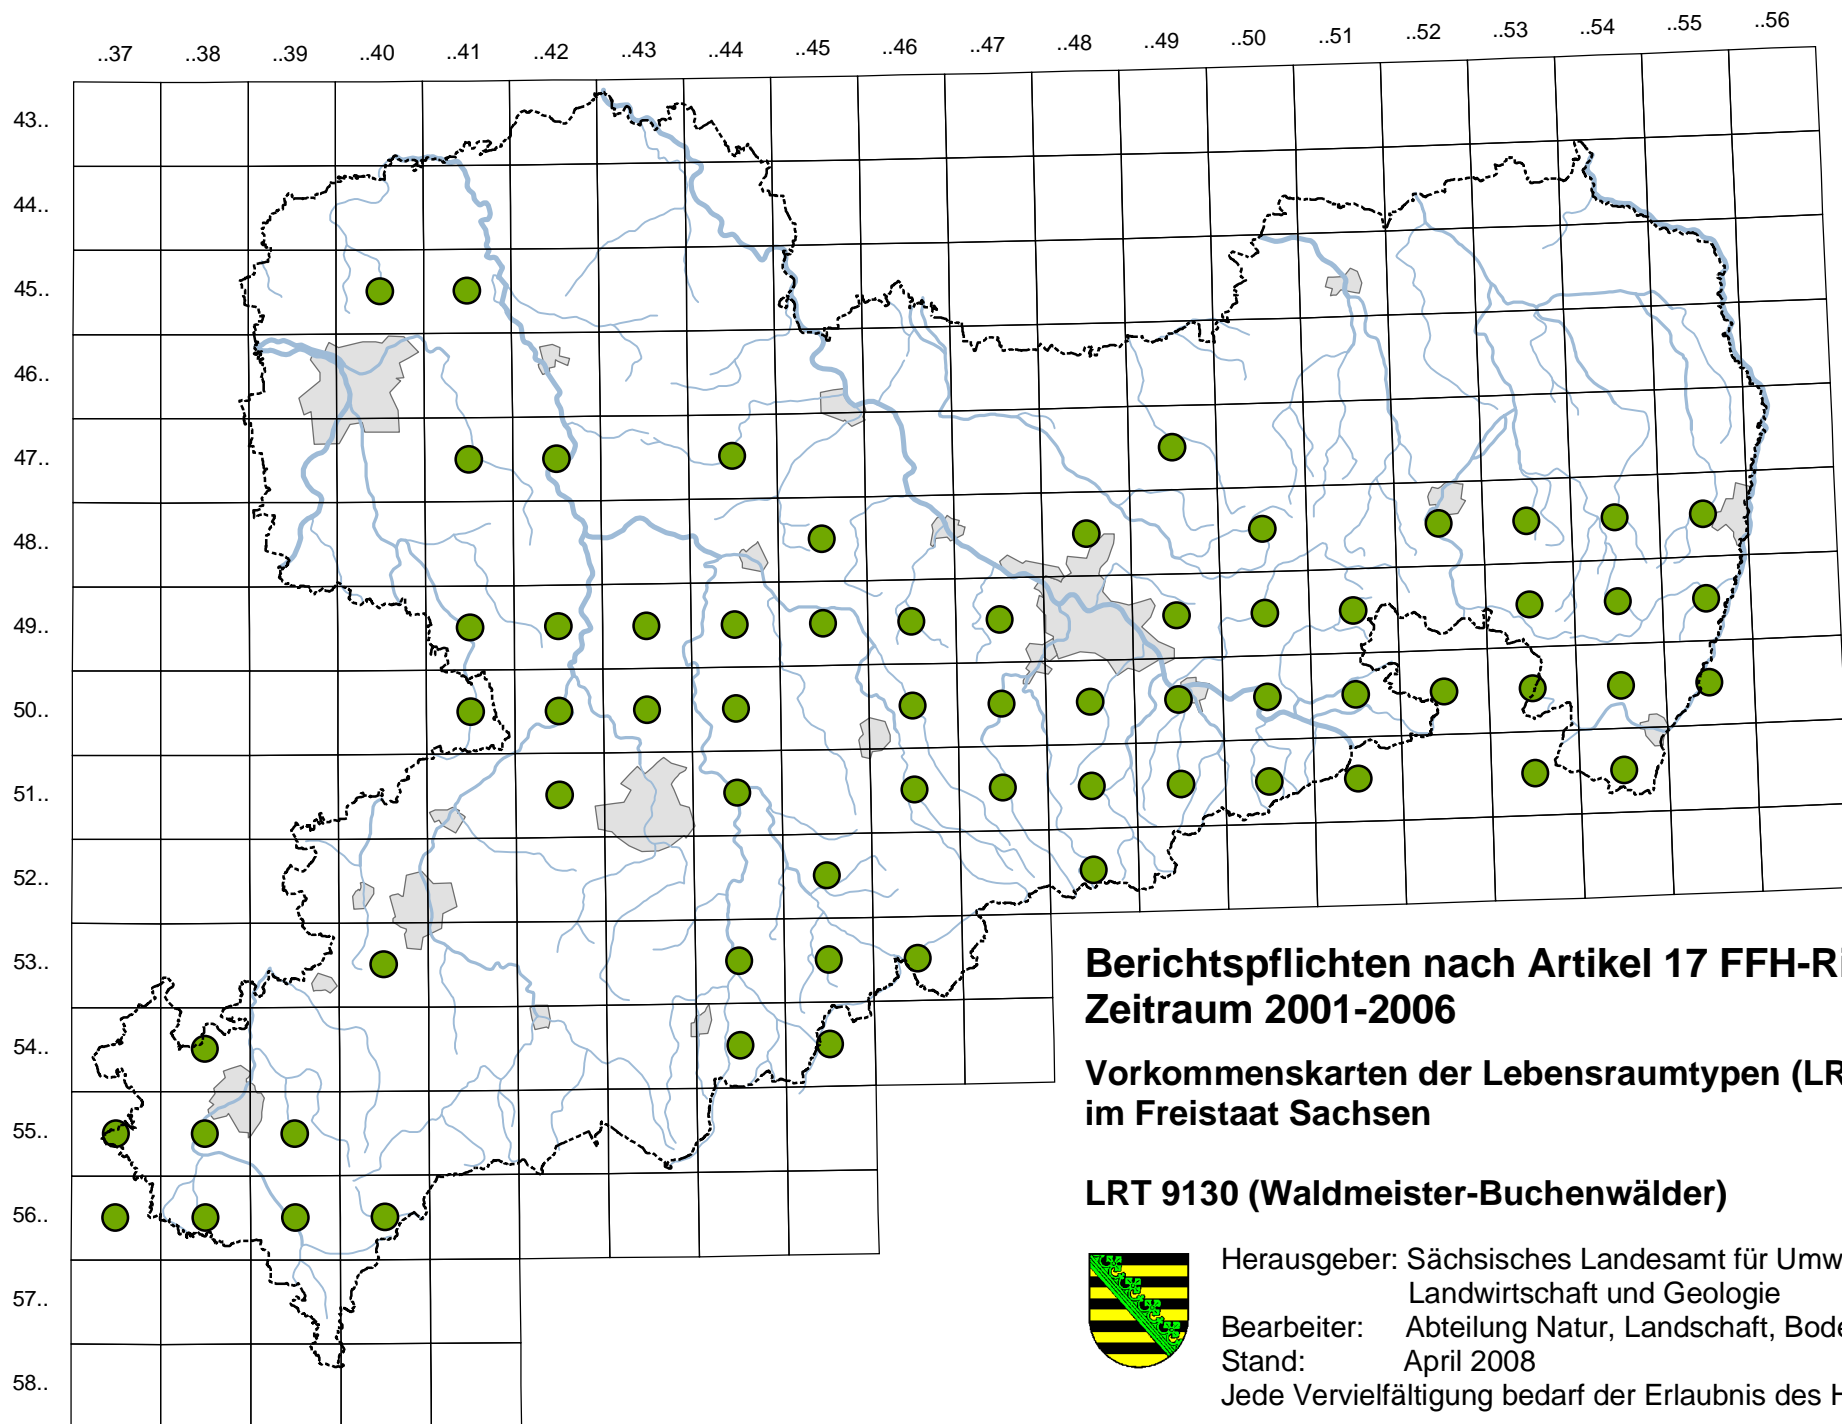 ..37 ..38 ..39 ..40 ..41 ..42 ..43 ..44 ..45 ..46 ..47 ..48 ..49 ..50 ..51 ..52 ..53 ..54 ..55 ..56
43..
44..
45..
46..
47..
48..
49..
50..
51..
52..
53..
54..
55..
56..
57..
58..
Berichtspflichten nach Artikel 17 FFH-Ri
Zeitraum 2001-2006
Vorkommenskarten der Lebensraumtypen (LR
im Freistaat Sachsen
LRT 9130 (Waldmeister-Buchenwälder)
Herausgeber: Sächsisches Landesamt für Umw
Landwirtschaft und Geologie
Bearbeiter: Abteilung Natur, Landschaft, Bode
Stand: April 2008
Jede Vervielfältigung bedarf der Erlaubnis des H